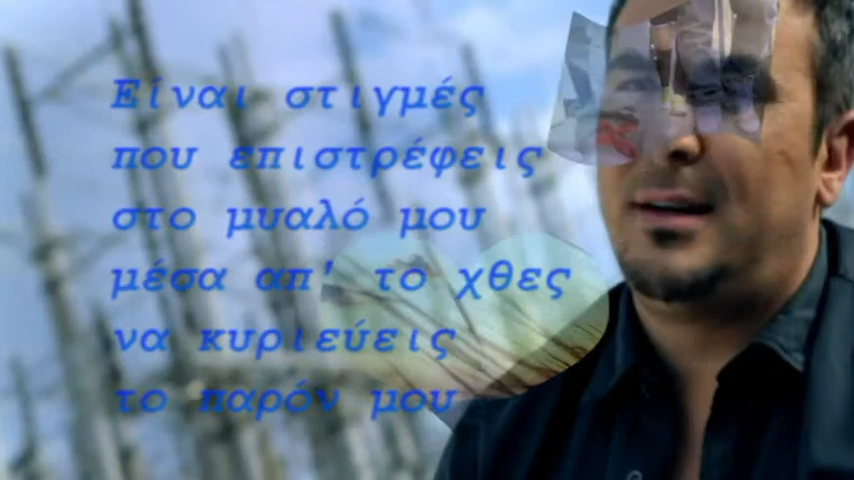 Είναι στιγμές
που επιστρέφεις
στο μυαλό μου
μέσα απ' το χθες
να κυριεύεις
το παρόν μου